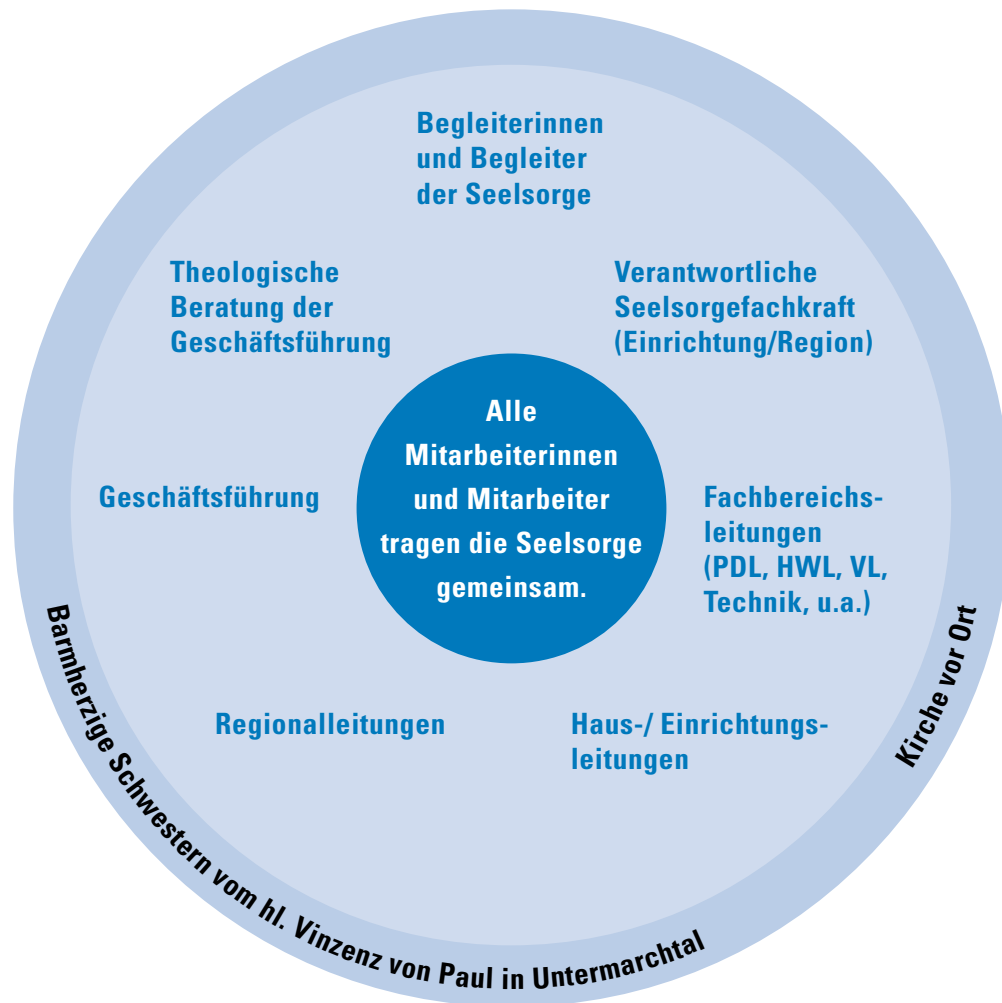 Begleiterinnen
und Begleiter
der Seelsorge
Theologische
Beratung der
Geschäftsführung
Verantwortliche
Seelsorgefachkraft
(Einrichtung/Region)
Alle
Mitarbeiterinnen
und Mitarbeiter
tragen die Seelsorge
gemeinsam.
Geschäftsführung
Fachbereichs-
leitungen
(PDL, HWL, VL,
Technik, u.a.)
Regionalleitungen
Haus-/ Einrichtungs-
leitungen
Barmherzige Schwestern vom hl. Vinzenz von Paul in Untermarchtal
Kirche vor Ort